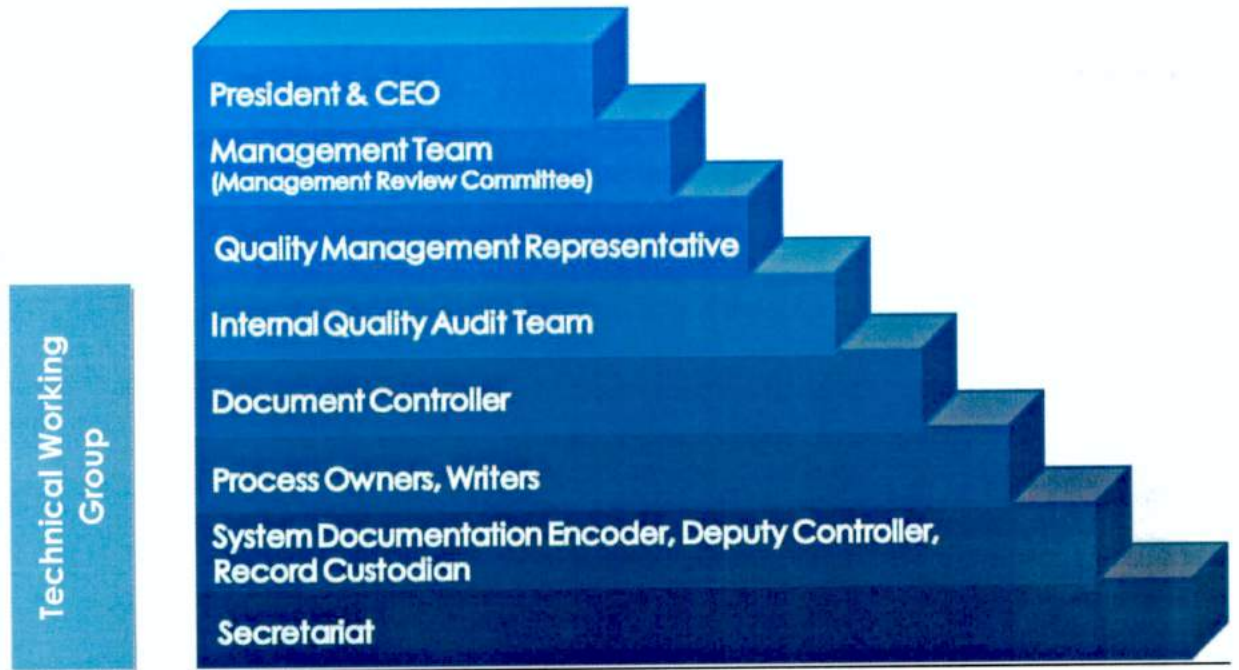 President & CEO
Management Team
(Management Review Committee)
Quality Management Representative
Internal Quality Audit Team
Document Controller
Process Owners, Writers
System Documentation Encoder, Deputy Controller,
Record Custodian
Secretariat
Technical Working
Group